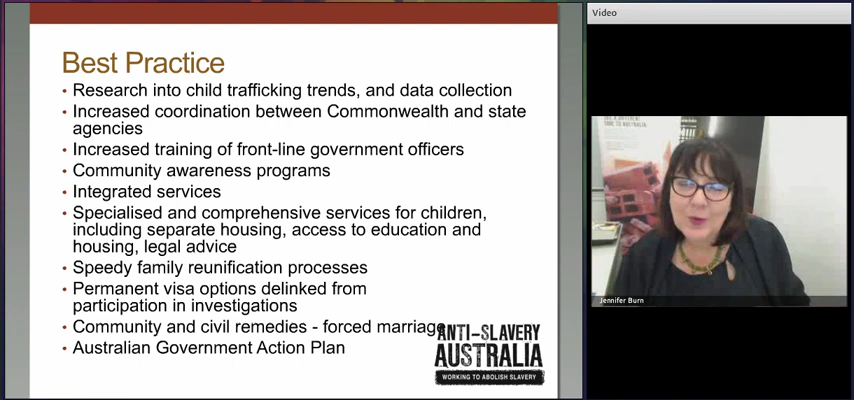 Best Practice
• Research into child trafficking trends, and data collection
• Increased coordination between Commonwealth and state
agencies
• Increased training of front-line government officers
• Community awareness programs
• Integrated services
• Specialised and comprehensive services for children,
including separate housing, access to education and
housing, legal advice
• Speedy family reunification processes
• Permanent visa options delinked from
participation in investigations
• Community and civil remedies - forced marriage
• Australian Government Action Plan
ANTI-SLAVERY
AUSTRALIA
WORKING TO ABOLISH SLAVERY
Video
Jennifer Burn